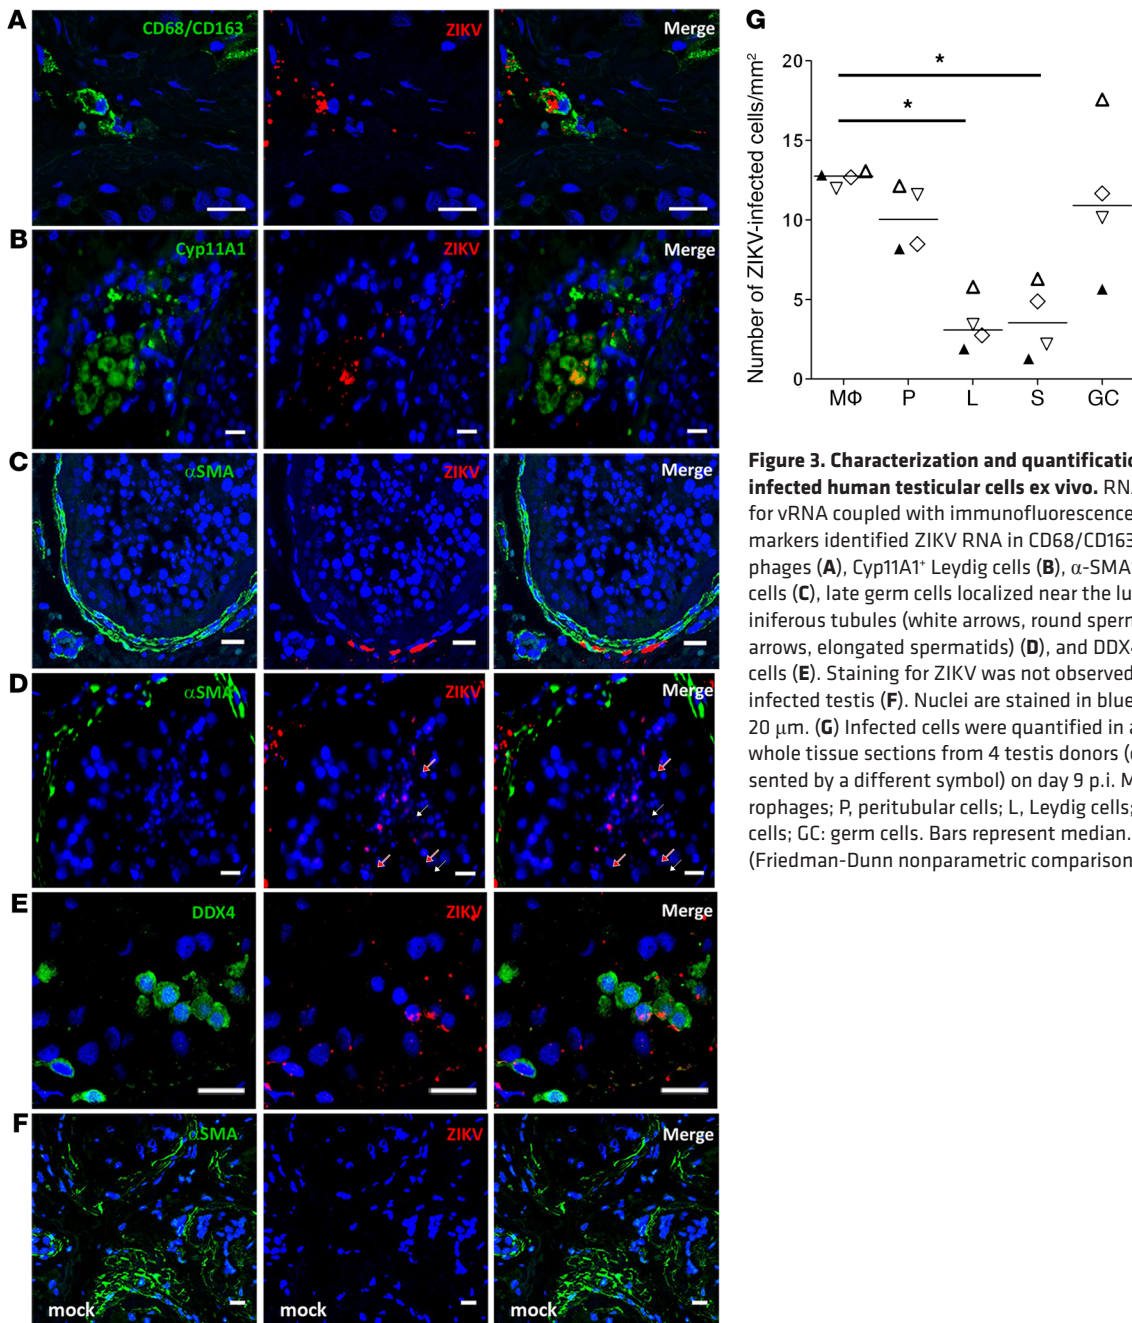 A
CD68/CD163
ZIKV
Merge
B
Cyp11A1
ZIKV
Merge
C
αSMA
ZIKV
Merge
D
αSMA
ZIKV
Merge
E
DDX4
ZIKV
Merge
F
αSMA
ZIKV
Merge
mock
mock
mock
G
Number of ZIKV-infected cells/mm²
20
15
10
5
0
*
*
MΦ P L S GC
Figure 3. Characterization and quantificatio
infected human testicular cells ex vivo. RNA
for vRNA coupled with immunofluorescence
markers identified ZIKV RNA in CD68/CD163
phages (A), Cyp11A1⁺ Leydig cells (B), α-SMA
cells (C), late germ cells localized near the lu
iniferous tubules (white arrows, round sperm
arrows, elongated spermatids) (D), and DDX4
cells (E). Staining for ZIKV was not observed
infected testis (F). Nuclei are stained in blue
20 μm. (G) Infected cells were quantified in a
whole tissue sections from 4 testis donors (
sented by a different symbol) on day 9 p.i. M
rophages; P, peritubular cells; L, Leydig cells;
cells; GC: germ cells. Bars represent median.
(Friedman-Dunn nonparametric comparison